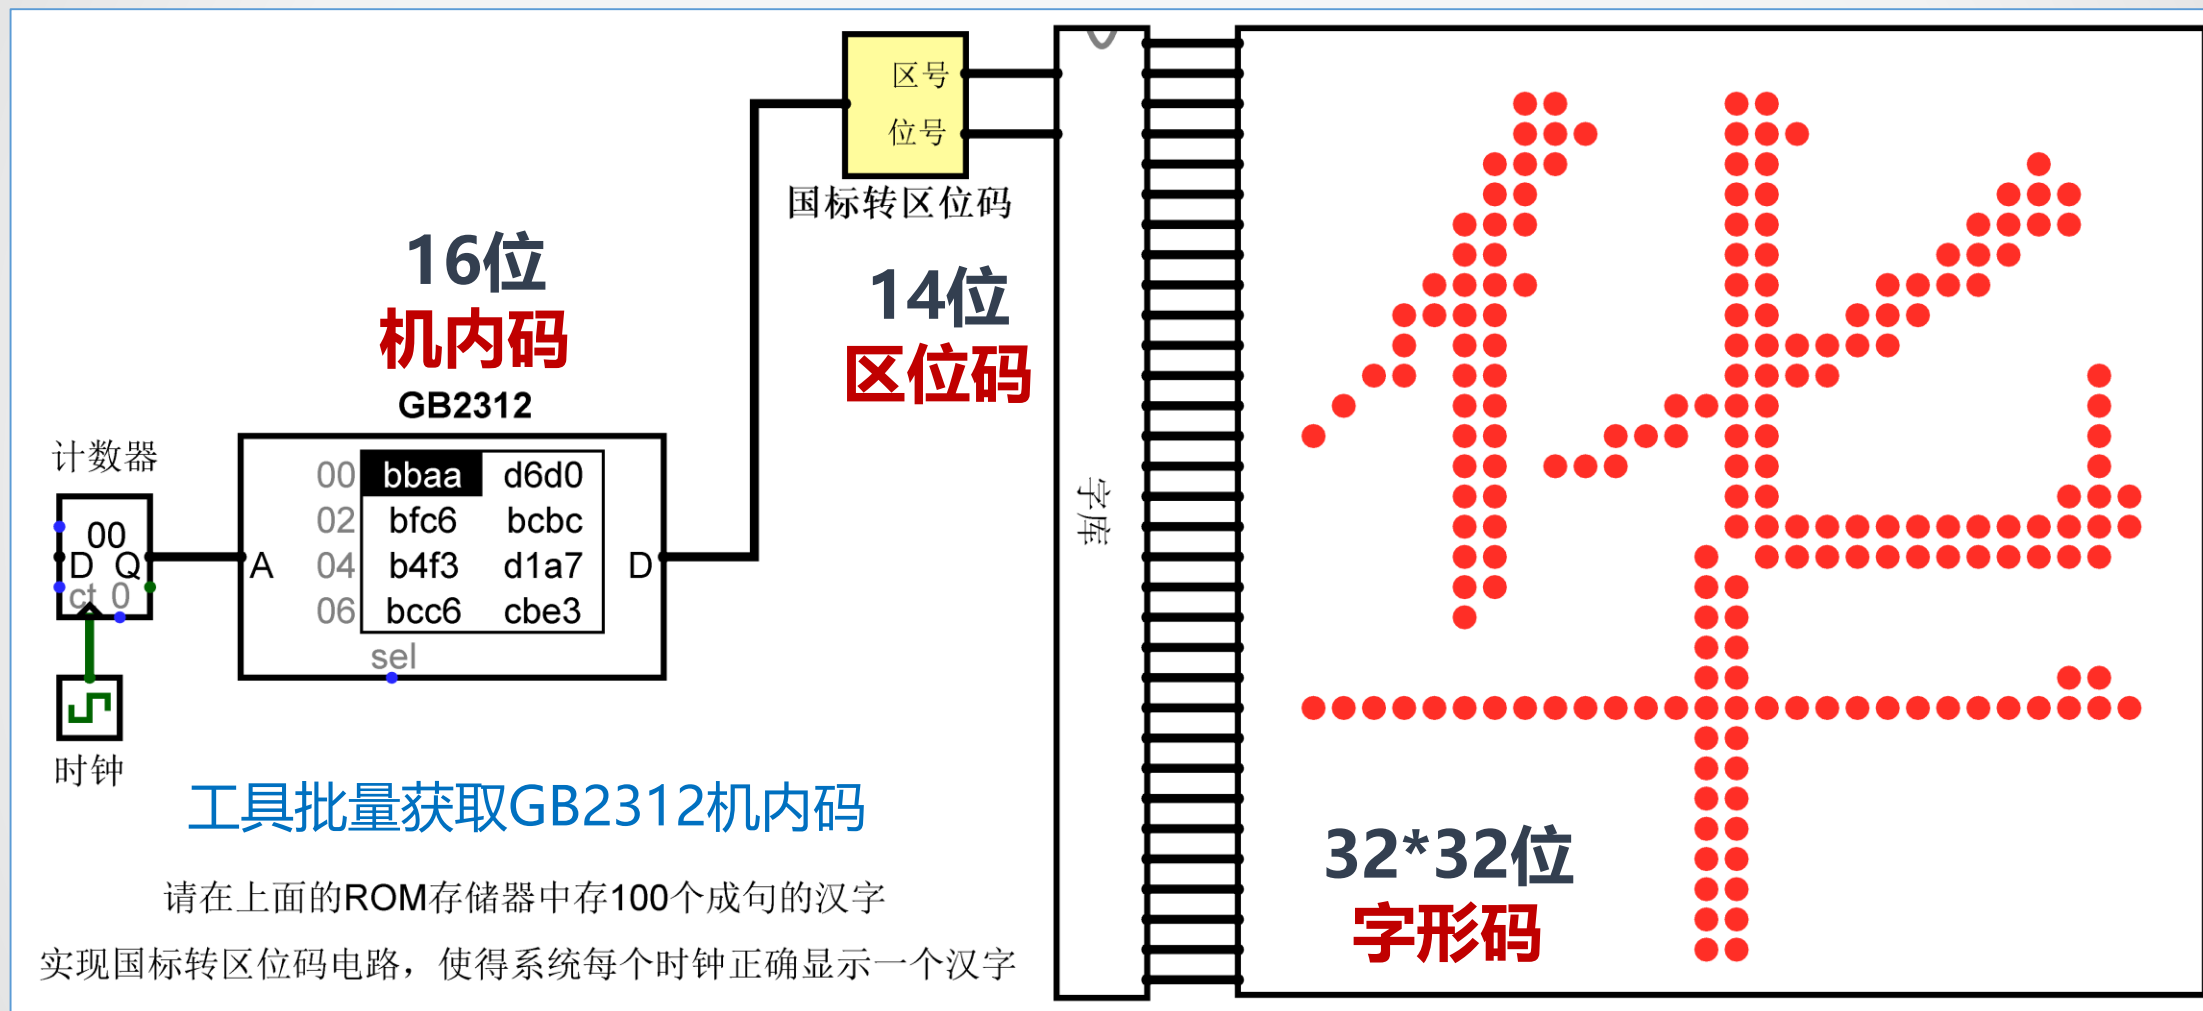 区号
位号
国标转区位码
16位
机内码
14位
区位码
GB2312
计数器
00
D Q
ct 0
A
00 bbaa d6d0
02 bfc6 bcbc
04 b4f3 d1a7
06 bcc6 cbe3
D
sel
时钟
字库
工具批量获取GB2312机内码
请在上面的ROM存储器中存100个成句的汉字
实现国标转区位码电路，使得系统每个时钟正确显示一个汉字
华
32*32位
字形码